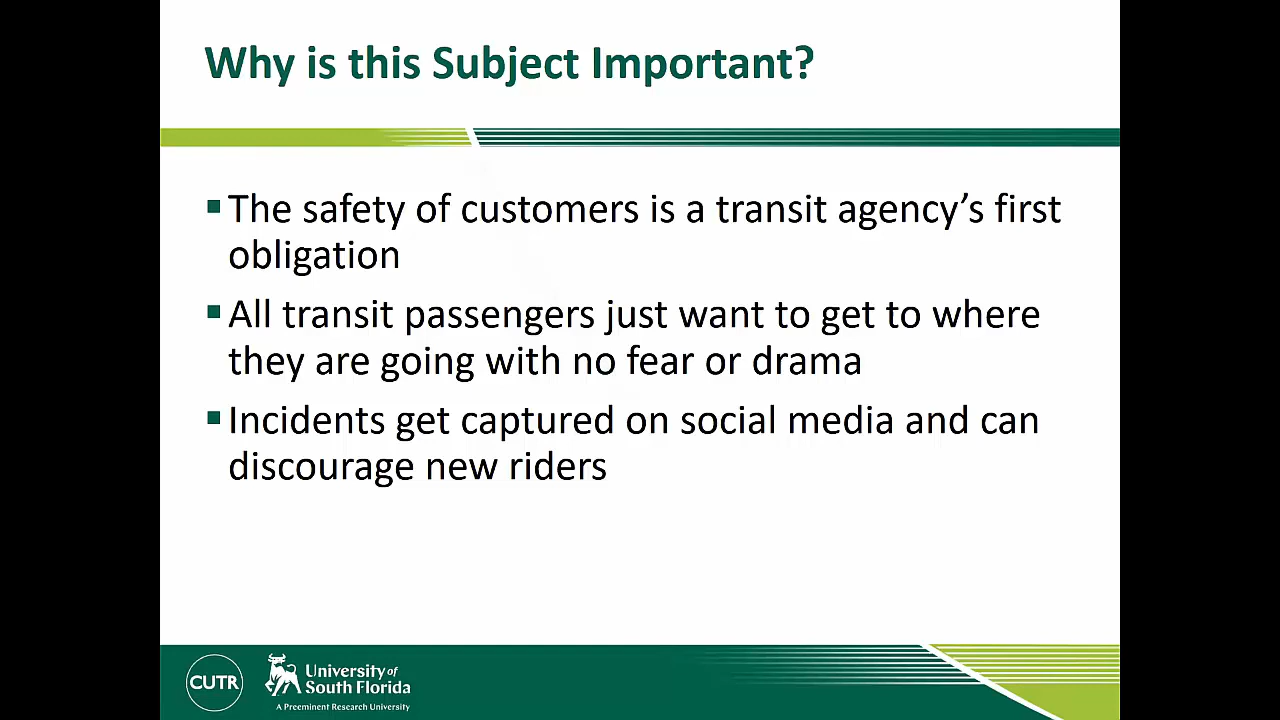 Why is this Subject Important?
▪The safety of customers is a transit agency’s first
obligation
▪All transit passengers just want to get to where
they are going with no fear or drama
▪Incidents get captured on social media and can
discourage new riders
CUTR
University of
South Florida
A Preeminent Research University